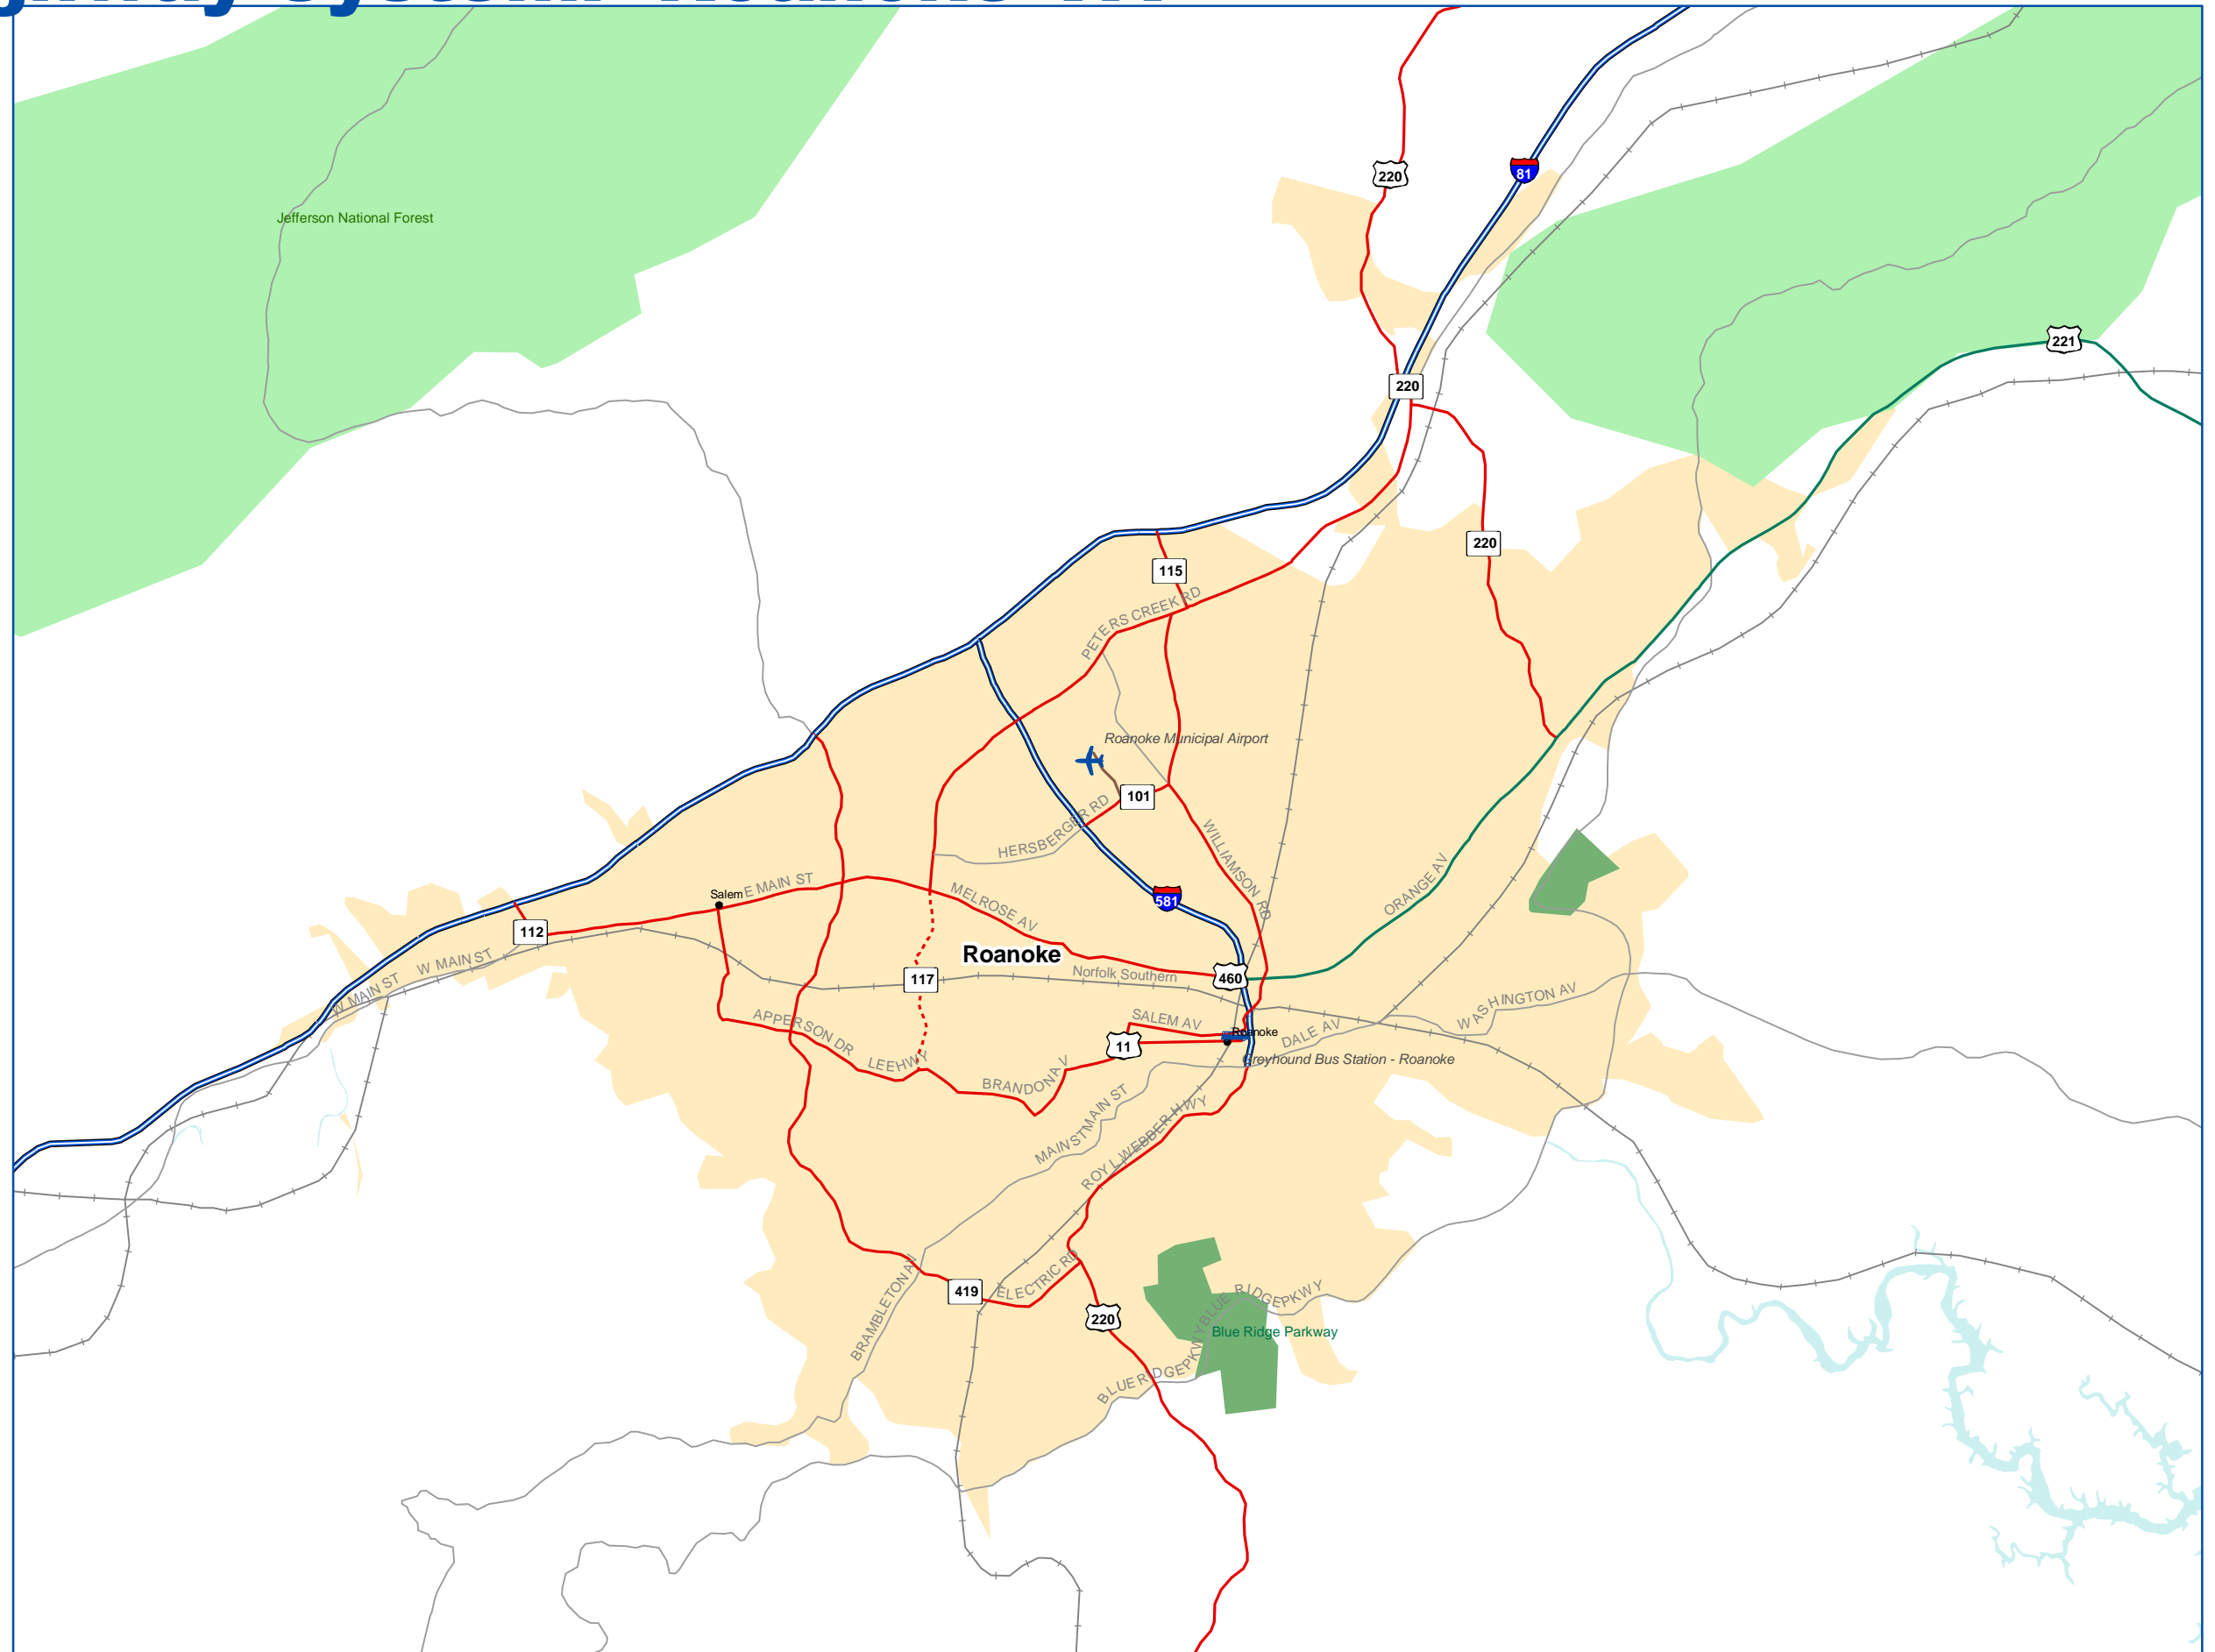 220
81
Jefferson National Forest
221
220
220
115
PETERS CREEK RD
Roanoke Municipal Airport
101
HERSBERGER RD
WILLIAMSON RD
ORANGE AV
Salem
E MAIN ST
MELROSE AV
581
112
W MAIN ST
W MAIN ST
Roanoke
117
Norfolk Southern
460
WASHINGTON AV
APPERSON DR
SALEM AV
Roanoke
DALE AV
11
Greyhound Bus Station - Roanoke
LEEHWY
BRANDON AV
MAIN ST
MAIN ST
ROY L WEBBER HWY
BRAMBLETON AV
419
ELECTRIC RD
220
BLUE RIDGE PKWY
BLUE RIDGE PKWY
Blue Ridge Parkway